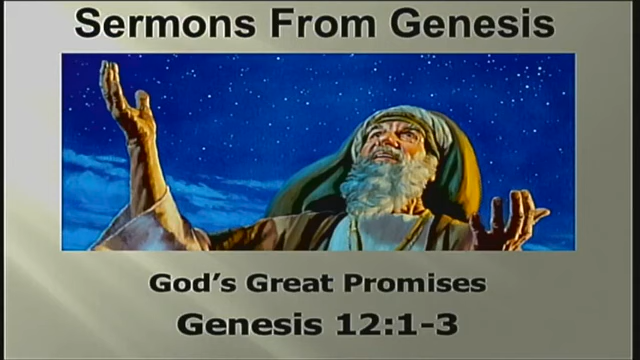 Sermons From Genesis
God's Great Promises
Genesis 12:1-3